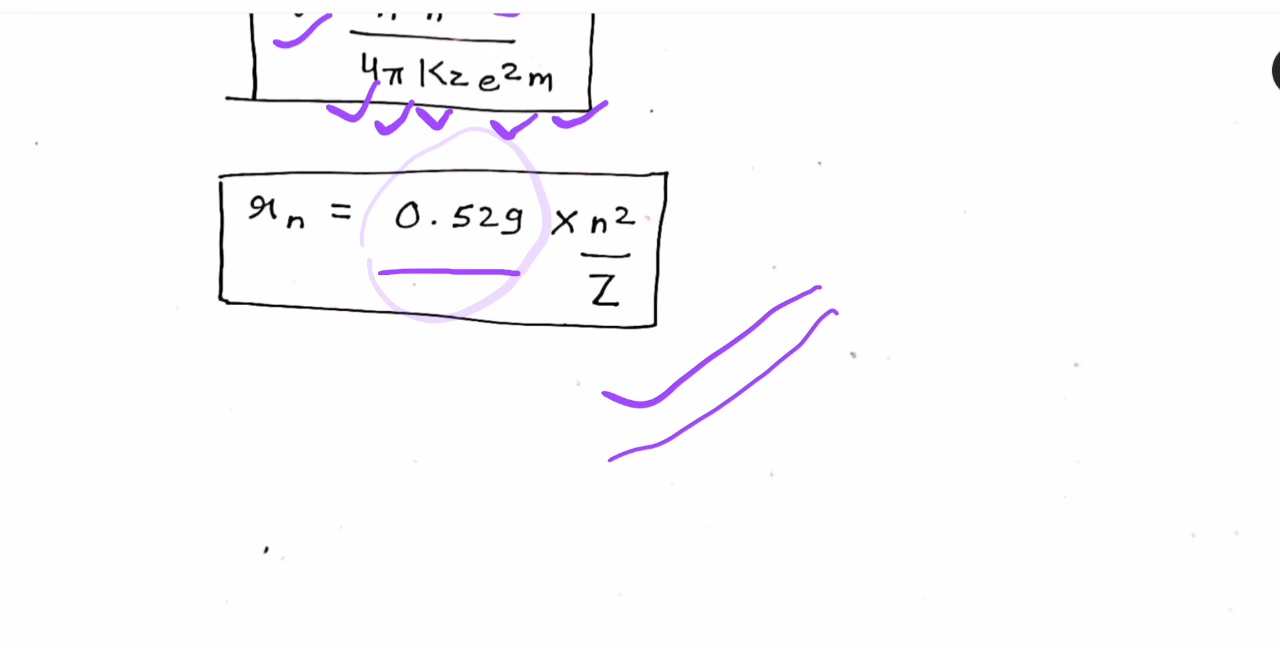 4π Kz e²m
rₙ = 0.529 × n²
Z